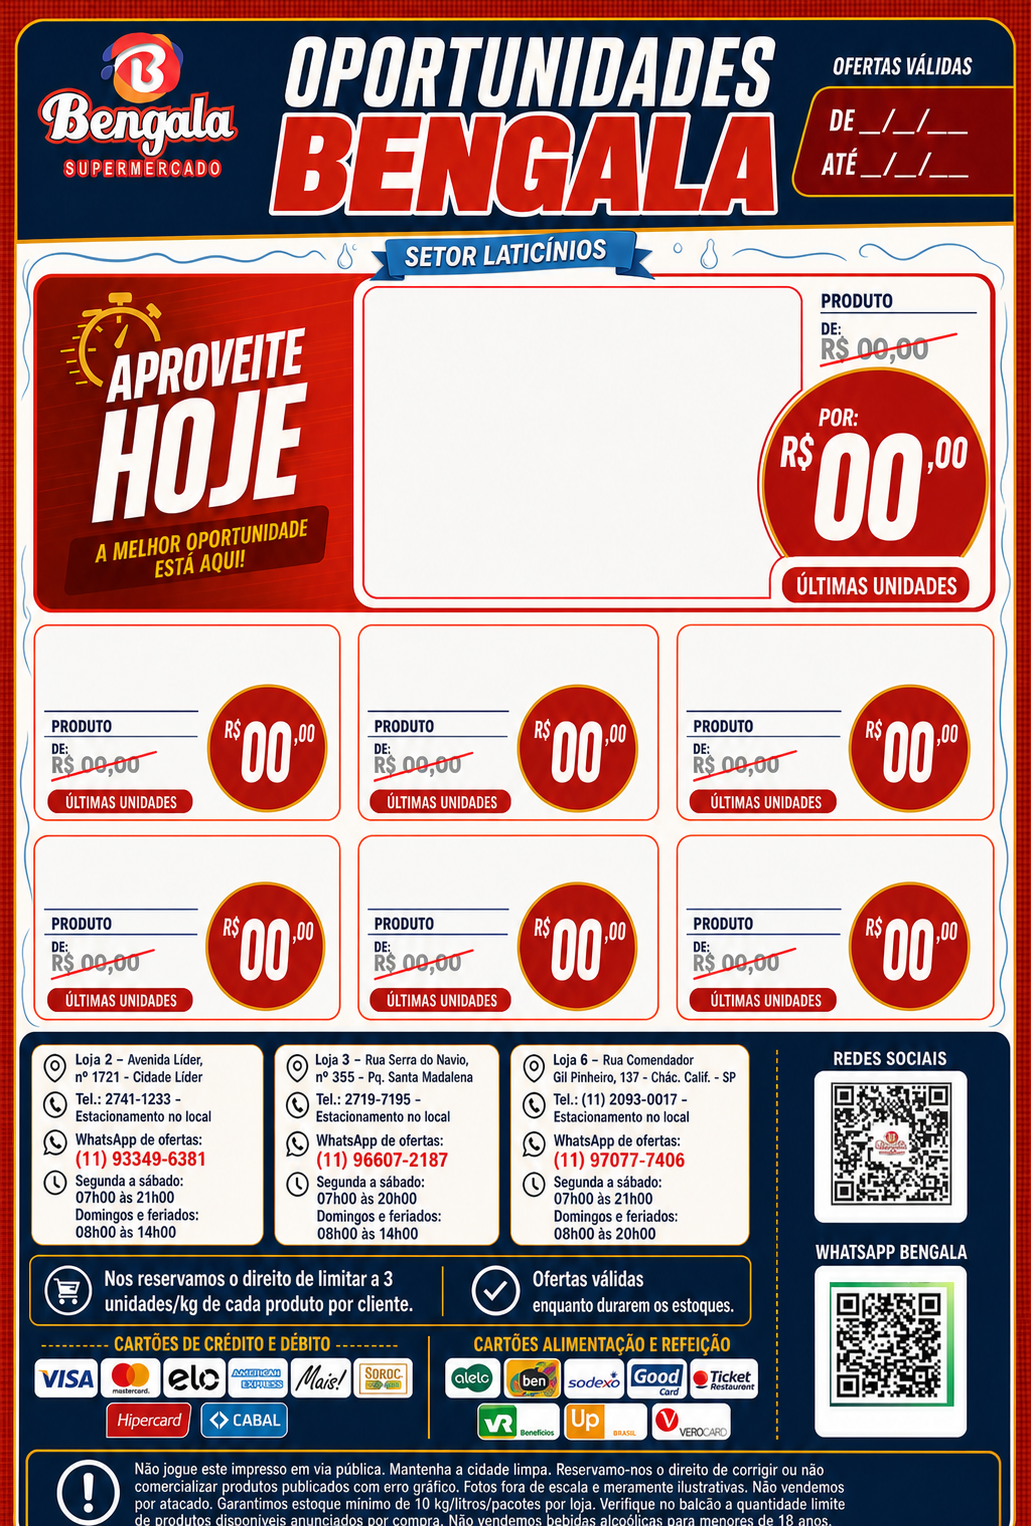 B
Bengala
SUPERMERCADO
OPORTUNIDADES
BENGALA
OFERTAS VÁLIDAS
DE __/__/__
ATÉ __/__/__
SETOR LATICÍNIOS
APROVEITE
HOJE
A MELHOR OPORTUNIDADE
ESTÁ AQUI!
PRODUTO
DE:
R$ 00,00
POR:
R$ 00,00
ÚLTIMAS UNIDADES
PRODUTO
DE:
R$ 00,00
ÚLTIMAS UNIDADES
R$ 00,00
PRODUTO
DE:
R$ 00,00
ÚLTIMAS UNIDADES
R$ 00,00
PRODUTO
DE:
R$ 00,00
ÚLTIMAS UNIDADES
R$ 00,00
PRODUTO
DE:
R$ 00,00
ÚLTIMAS UNIDADES
R$ 00,00
PRODUTO
DE:
R$ 00,00
ÚLTIMAS UNIDADES
R$ 00,00
PRODUTO
DE:
R$ 00,00
ÚLTIMAS UNIDADES
R$ 00,00
Loja 2 – Avenida Líder,
nº 1721 - Cidade Líder
Tel.: 2741-1233 –
Estacionamento no local
WhatsApp de ofertas:
(11) 93349-6381
Segunda a sábado:
07h00 às 21h00
Domingos e feriados:
08h00 às 14h00
Loja 3 – Rua Serra do Navio,
nº 355 - Pq. Santa Madalena
Tel.: 2719-7195 –
Estacionamento no local
WhatsApp de ofertas:
(11) 96607-2187
Segunda a sábado:
07h00 às 20h00
Domingos e feriados:
08h00 às 14h00
Loja 6 – Rua Comendador
Gil Pinheiro, 137 - Chác. Calif. - SP
Tel.: (11) 2093-0017 –
Estacionamento no local
WhatsApp de ofertas:
(11) 97077-7406
Segunda a sábado:
07h00 às 21h00
Domingos e feriados:
08h00 às 20h00
REDES SOCIAIS
WHATSAPP BENGALA
Nos reservamos o direito de limitar a 3
unidades/kg de cada produto por cliente.
Ofertas válidas
enquanto durarem os estoques.
CARTÕES DE CRÉDITO E DÉBITO
VISA
mastercard.
elo
AMERICAN
EXPRESS
Mais!
SOROC
Hipercard
CABAL
CARTÕES ALIMENTAÇÃO E REFEIÇÃO
alelo
ben
sodexo
Good
Card
Ticket
Restaurant
VR
Benefícios
Up
BRASIL
V
VEROCARD
Não jogue este impresso em via pública. Mantenha a cidade limpa. Reservamo-nos o direito de corrigir ou não
comercializar produtos publicados com erro gráfico. Fotos fora de escala e meramente ilustrativas. Não vendemos
por atacado. Garantimos estoque mínimo de 10 kg/litros/pacotes por loja. Verifique no balcão a quantidade limite
de produtos disponíveis anunciados por compra. Não vendemos bebidas alcoólicas para menores de 18 anos.